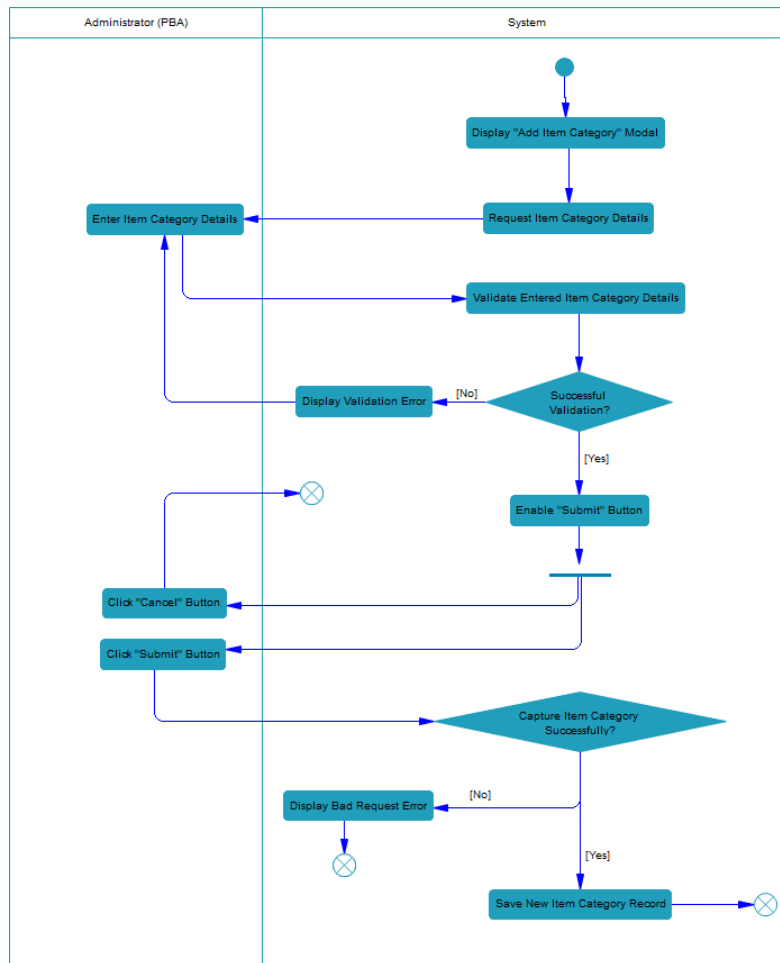 Administrator (PBA)
System
Display "Add Item Category" Modal
Enter Item Category Details
Request Item Category Details
Validate Entered Item Category Details
Display Validation Error
[No]
Successful
Validation?
[Yes]
Enable "Submit" Button
Click "Cancel" Button
Click "Submit" Button
Capture Item Category
Successfully?
Display Bad Request Error
[No]
[Yes]
Save New Item Category Record